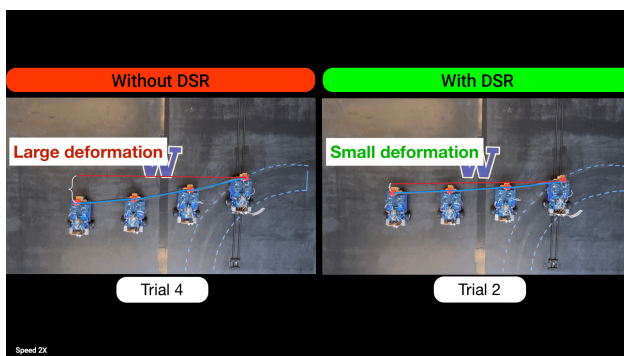 Without DSR
With DSR
Large deformation
Small deformation
W
W
Trial 4
Trial 2
Speed 2X